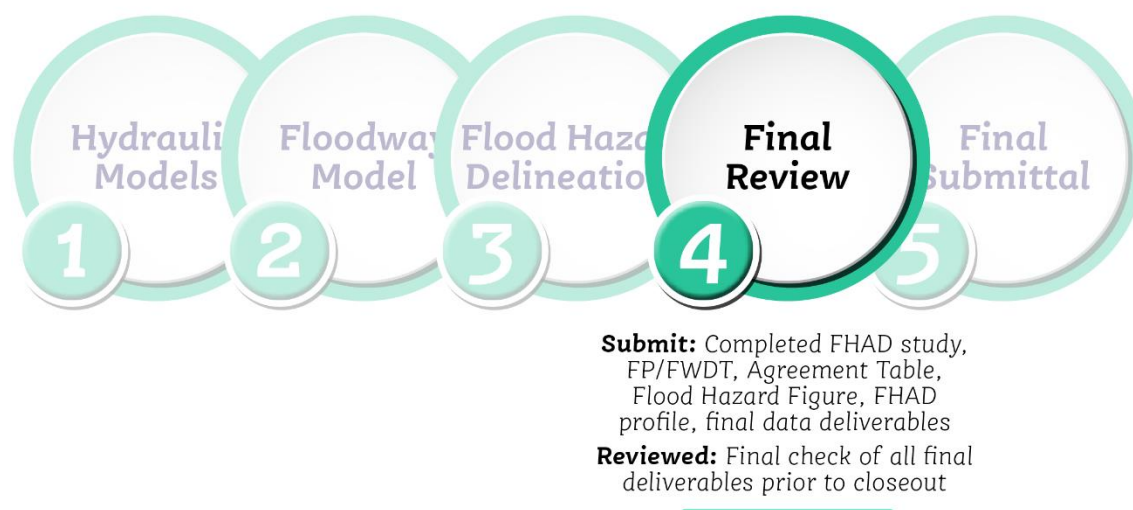 Hydrauli
Models
1
Floodway
Model
2
Flood Haza
Delineatio
3
Final
Review
4
Final
Submittal
5
Submit: Completed FHAD study,
FP/FWDT, Agreement Table,
Flood Hazard Figure, FHAD
profile, final data deliverables
Reviewed: Final check of all final
deliverables prior to closeout